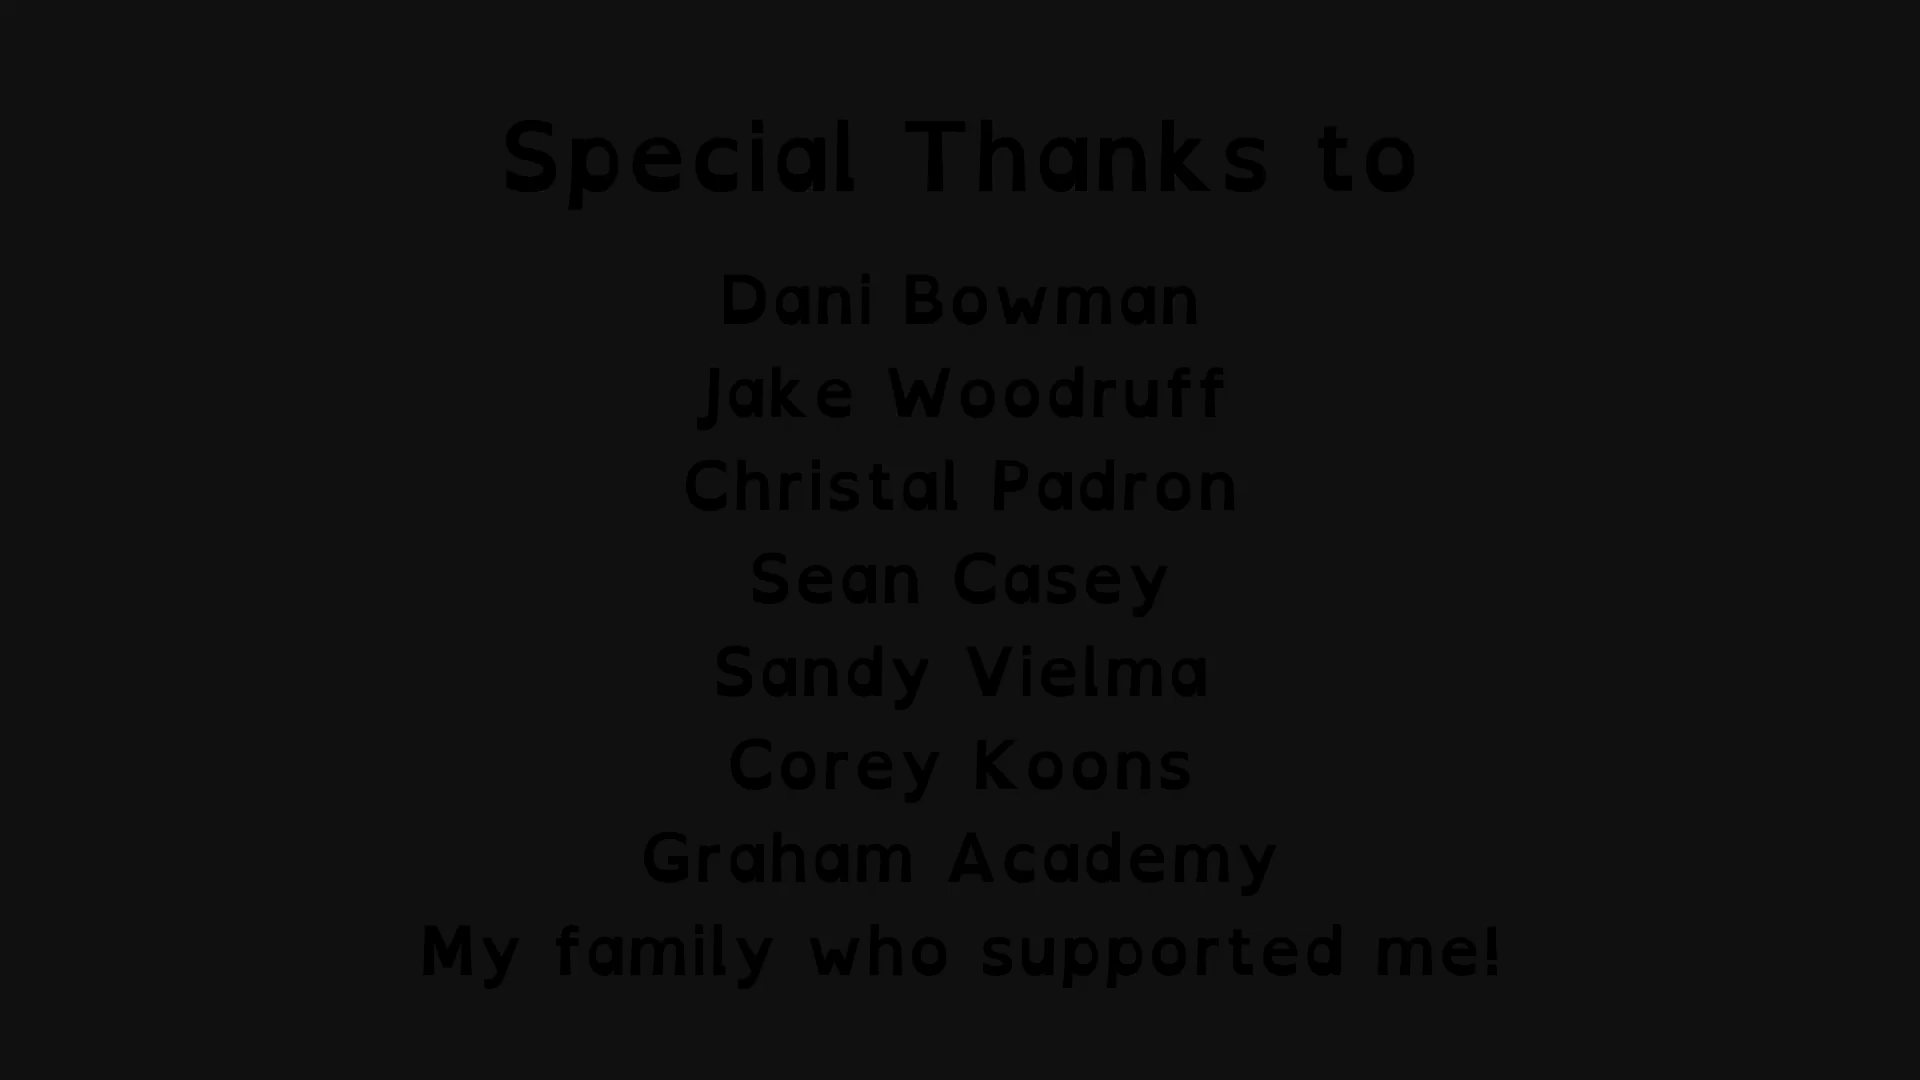 Special Thanks to
Dani Bowman
Jake Woodruff
Christal Padron
Sean Casey
Sandy Vielma
Corey Koons
Graham Academy
My family who supported me!